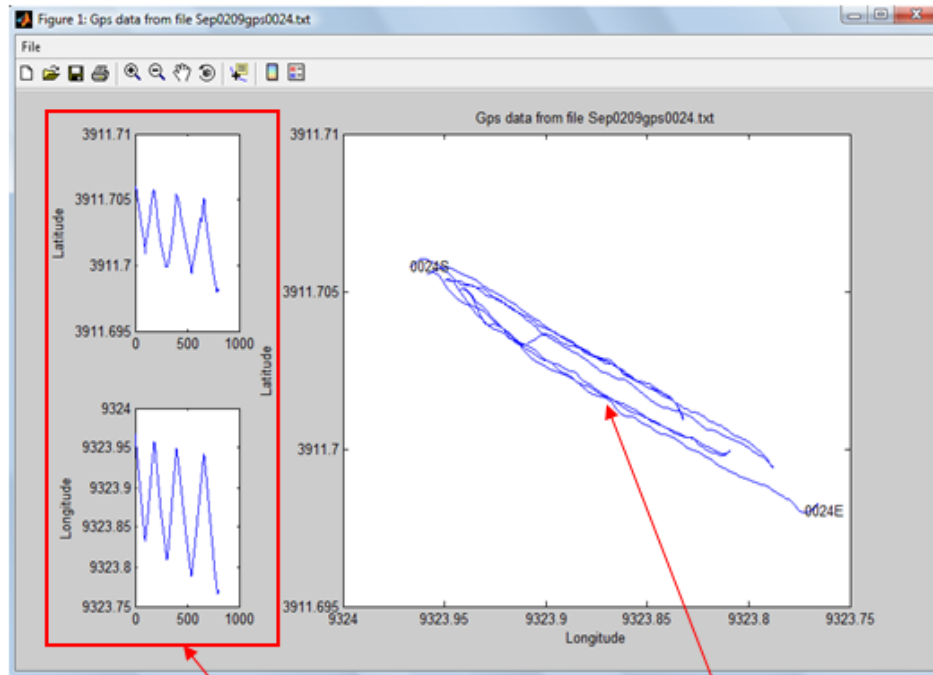 Figure 1: Gps data from file Sep0209gps0024.txt
File
3911.71
3911.705
3911.7
3911.695
Latitude
0 500 1000
9324
9323.95
9323.9
9323.85
9323.8
9323.75
Longitude
0 500 1000
Gps data from file Sep0209gps0024.txt
3911.71
3911.705
3911.7
3911.695
Latitude
0024S
0024E
9324 9323.95 9323.9 9323.85 9323.8 9323.75
Longitude